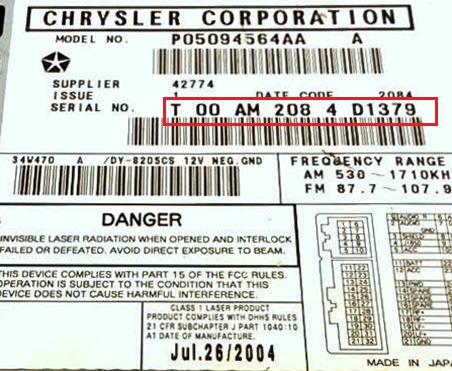 CHRYSLER CORPORATION
MODEL NO. P05094564AA A
SUPPLIER 42774
ISSUE 1 DATE CODE 2084
SERIAL NO. T 00 AM 208 4 D1379
34W470 A /DY-8205CS 12V NEG.GND
FREQUENCY RANGE
AM 530-1710KH
FM 87.7-107.9
DANGER
INVISIBLE LASER RADIATION WHEN OPENED AND INTERLOCK
FAILED OR DEFEATED. AVOID DIRECT EXPOSURE TO BEAM.
THIS DEVICE COMPLIES WITH PART 15 OF THE FCC RULES.
OPERATION IS SUBJECT TO THE CONDITION THAT THIS
DEVICE DOES NOT CAUSE HARMFUL INTERFERENCE.
CLASS 1 LASER PRODUCT
PRODUCT COMPLIES WITH DHHS RULES
21 CFR SUBCHAPTER J PART 1040:10
AT DATE OF MANUFACTURE.
Jul.26/2004
MADE IN JAPA